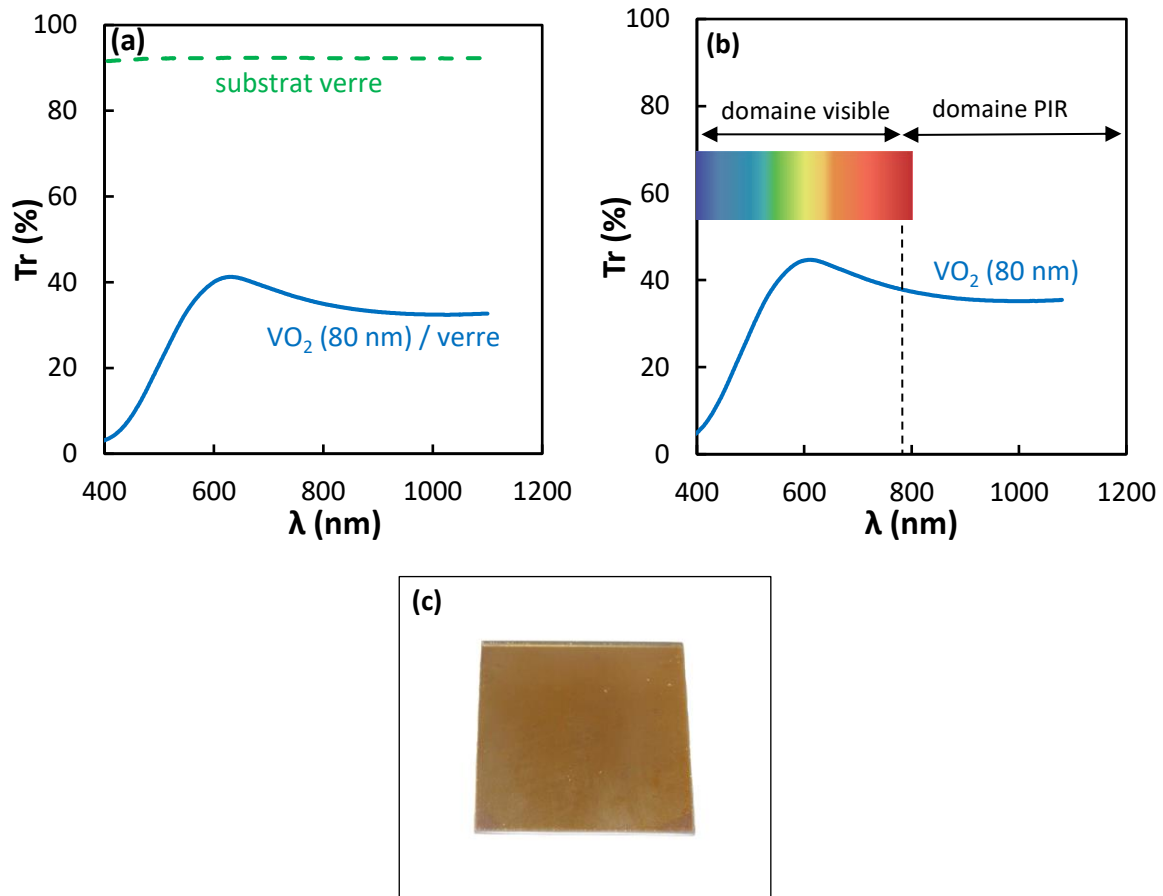 (a)
100
80
60
40
20
0
Tr (%)
substrat verre
VO₂ (80 nm) / verre
400 600 800 1000 1200
λ (nm)
(b)
100
80
60
40
20
0
Tr (%)
domaine visible domaine PIR
VO₂ (80 nm)
400 600 800 1000 1200
λ (nm)
(c)